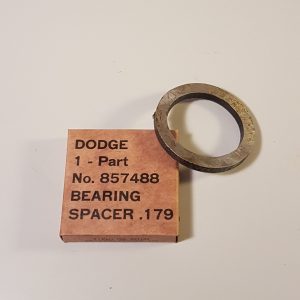 DODGE
1 - Part
No. 857488
BEARING
SPACER .179